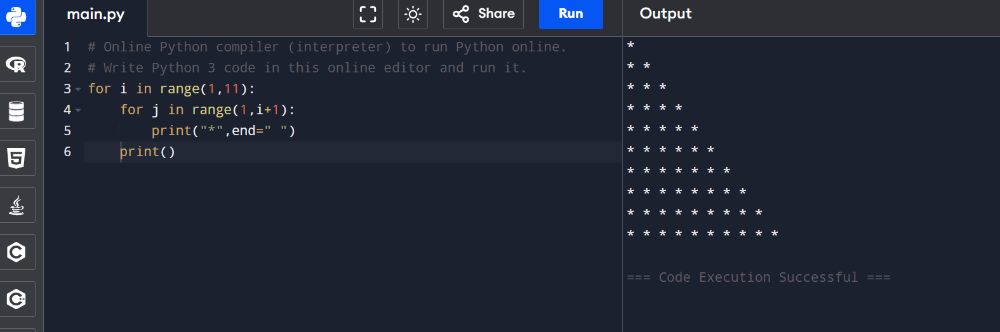 main.py
Share
Run
Output
1 # Online Python compiler (interpreter) to run Python online.
2 # Write Python 3 code in this online editor and run it.
3 for i in range(1,11):
4     for j in range(1,i+1):
5         print("*",end=" ")
6     print()
*
* *
* * *
* * * *
* * * * *
* * * * * *
* * * * * * *
* * * * * * * *
* * * * * * * * *
* * * * * * * * * *
=== Code Execution Successful ===